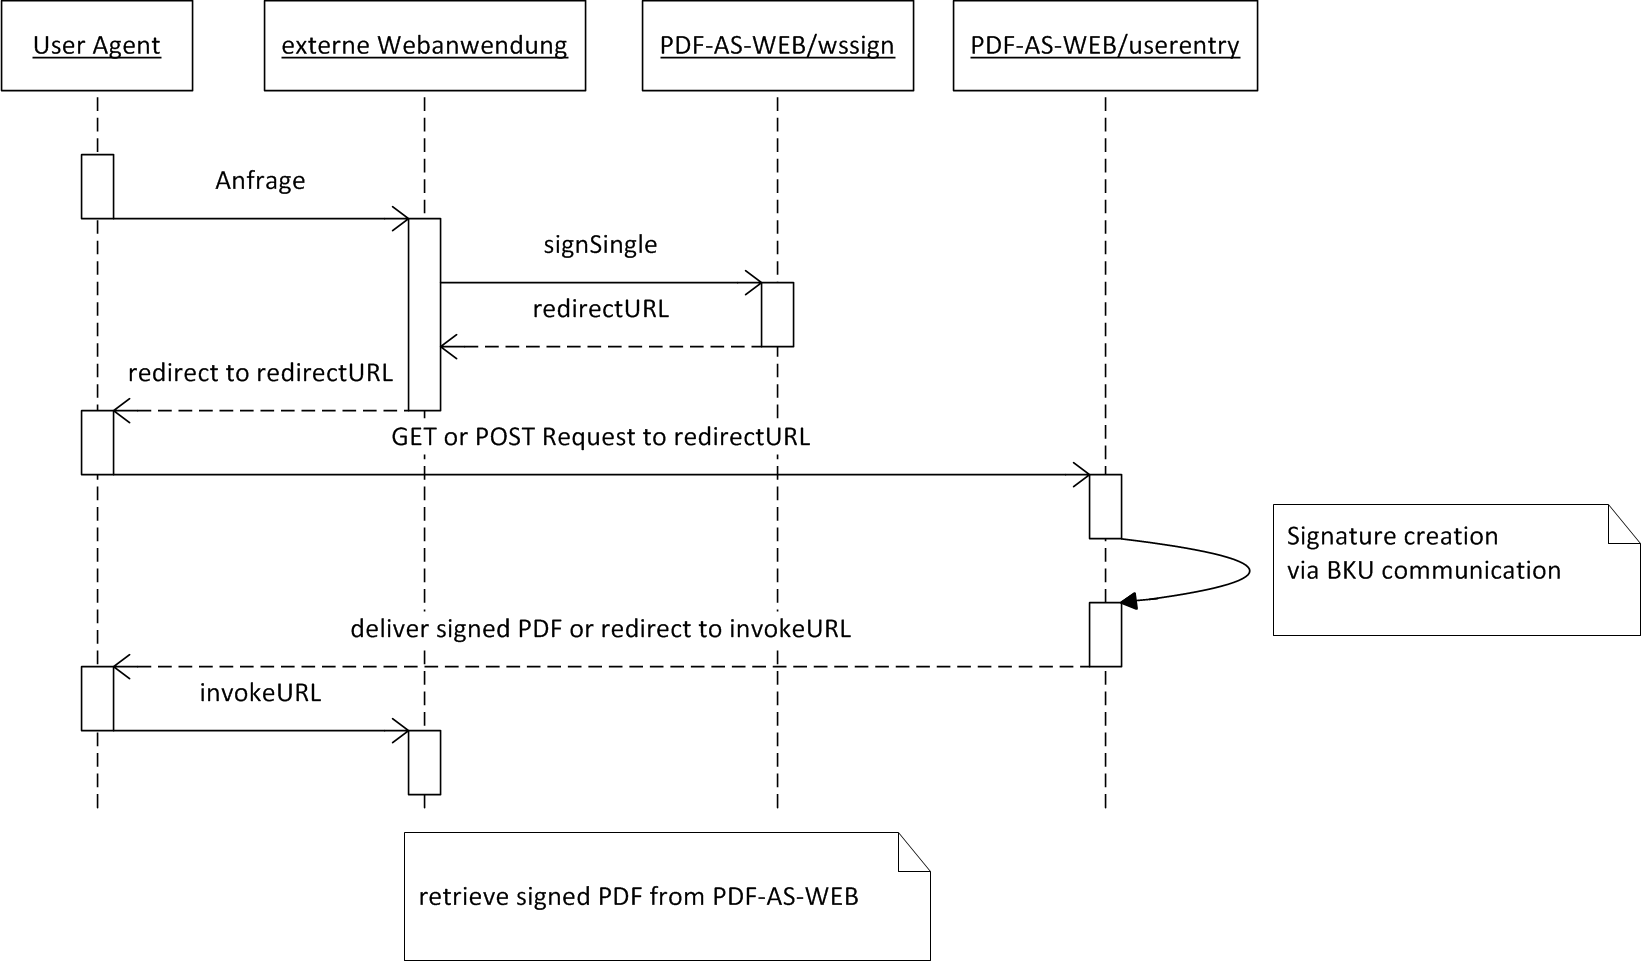 User Agent
externe Webanwendung
PDF-AS-WEB/wssign
PDF-AS-WEB/userentry
Anfrage
signSingle
redirectURL
redirect to redirectURL
GET or POST Request to redirectURL
Signature creation
via BKU communication
deliver signed PDF or redirect to invokeURL
invokeURL
retrieve signed PDF from PDF-AS-WEB